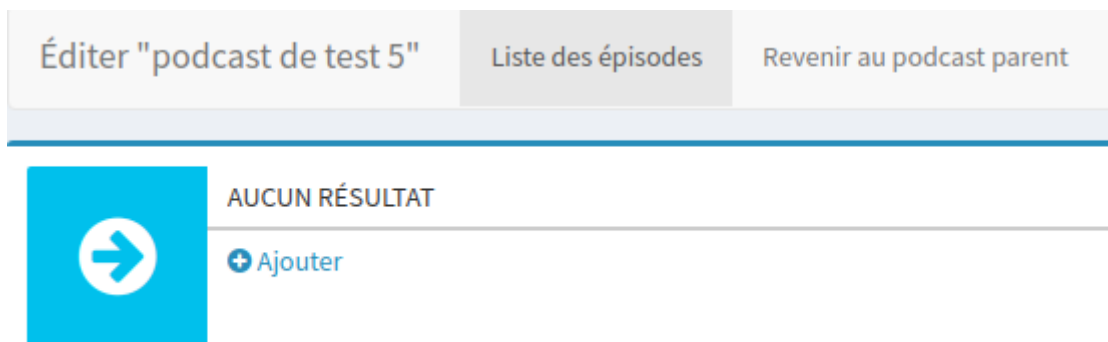 Éditer "podcast de test 5" Liste des épisodes Revenir au podcast parent
AUCUN RÉSULTAT
Ajouter